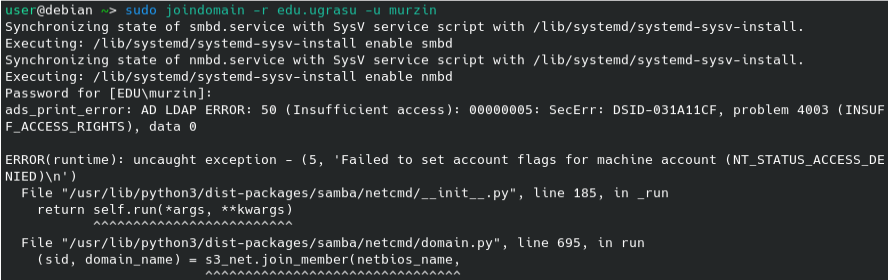 user@debian ~> sudo joindomain -r edu.ugrasu -u murzin
Synchronizing state of smbd.service with SysV service script with /lib/systemd/systemd-sysv-install.
Executing: /lib/systemd/systemd-sysv-install enable smbd
Synchronizing state of nmbd.service with SysV service script with /lib/systemd/systemd-sysv-install.
Executing: /lib/systemd/systemd-sysv-install enable nmbd
Password for [EDU\murzin]:
ads_print_error: AD LDAP ERROR: 50 (Insufficient access): 00000005: SecErr: DSID-031A11CF, problem 4003 (INSUF
F_ACCESS_RIGHTS), data 0

ERROR(runtime): uncaught exception - (5, 'Failed to set account flags for machine account (NT_STATUS_ACCESS_DE
NIED)\n')
  File "/usr/lib/python3/dist-packages/samba/netcmd/__init__.py", line 185, in _run
    return self.run(*args, **kwargs)
           ^^^^^^^^^^^^^^^^^^^^^^^^^
  File "/usr/lib/python3/dist-packages/samba/netcmd/domain.py", line 695, in run
    (sid, domain_name) = s3_net.join_member(netbios_name,
                         ^^^^^^^^^^^^^^^^^^^^^^^^^^^^^^^^